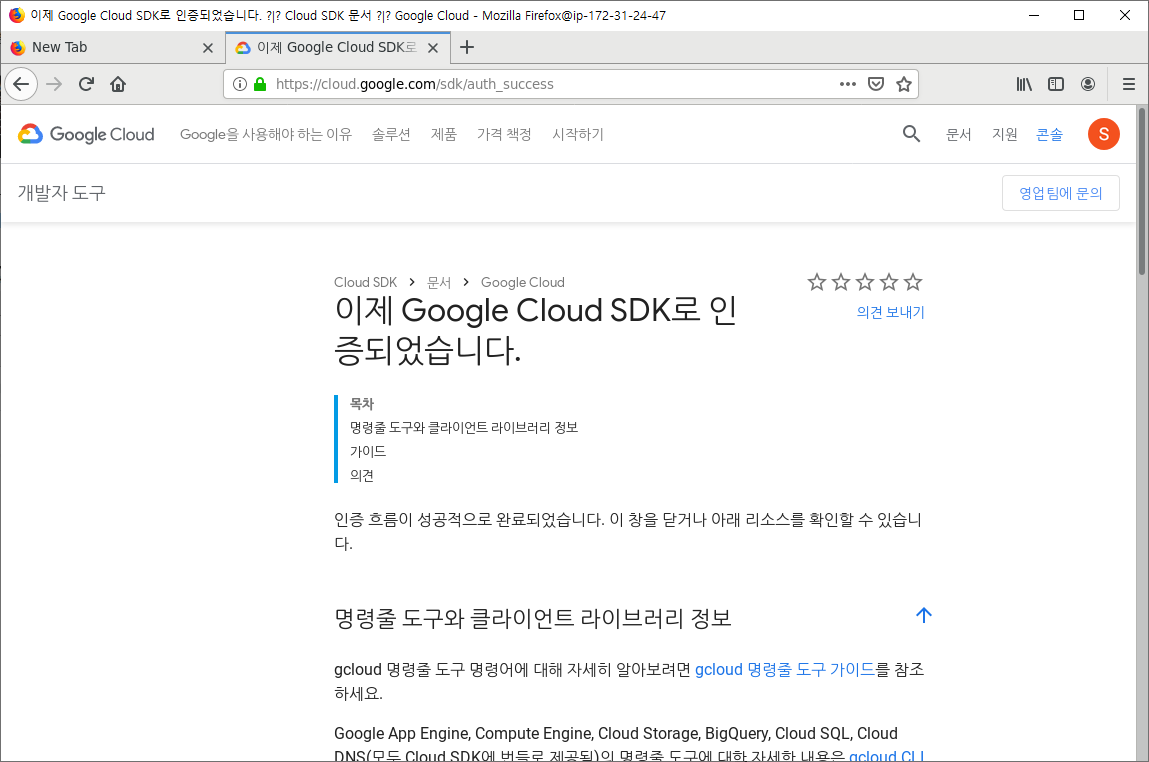 이제 Google Cloud SDK로 인증되었습니다. ?|? Cloud SDK 문서 ?|? Google Cloud - Mozilla Firefox@ip-172-31-24-47
New Tab
이제 Google Cloud SDK로
https://cloud.google.com/sdk/auth_success
Google Cloud
Google을 사용해야 하는 이유 솔루션 제품 가격 책정 시작하기
문서 지원 콘솔 S
개발자 도구
영업팀에 문의
Cloud SDK > 문서 > Google Cloud
이제 Google Cloud SDK로 인
증되었습니다.
의견 보내기
목차
명령줄 도구와 클라이언트 라이브러리 정보
가이드
의견
인증 흐름이 성공적으로 완료되었습니다. 이 창을 닫거나 아래 리소스를 확인할 수 있습니
다.
명령줄 도구와 클라이언트 라이브러리 정보
gcloud 명령줄 도구 명령어에 대해 자세히 알아보려면 gcloud 명령줄 도구 가이드를 참조
하세요.
Google App Engine, Compute Engine, Cloud Storage, BigQuery, Cloud SQL, Cloud
DNS(모두 Cloud SDK에 번들로 제공됨)의 명령줄 도구에 대한 자세한 내용은 gcloud CLI